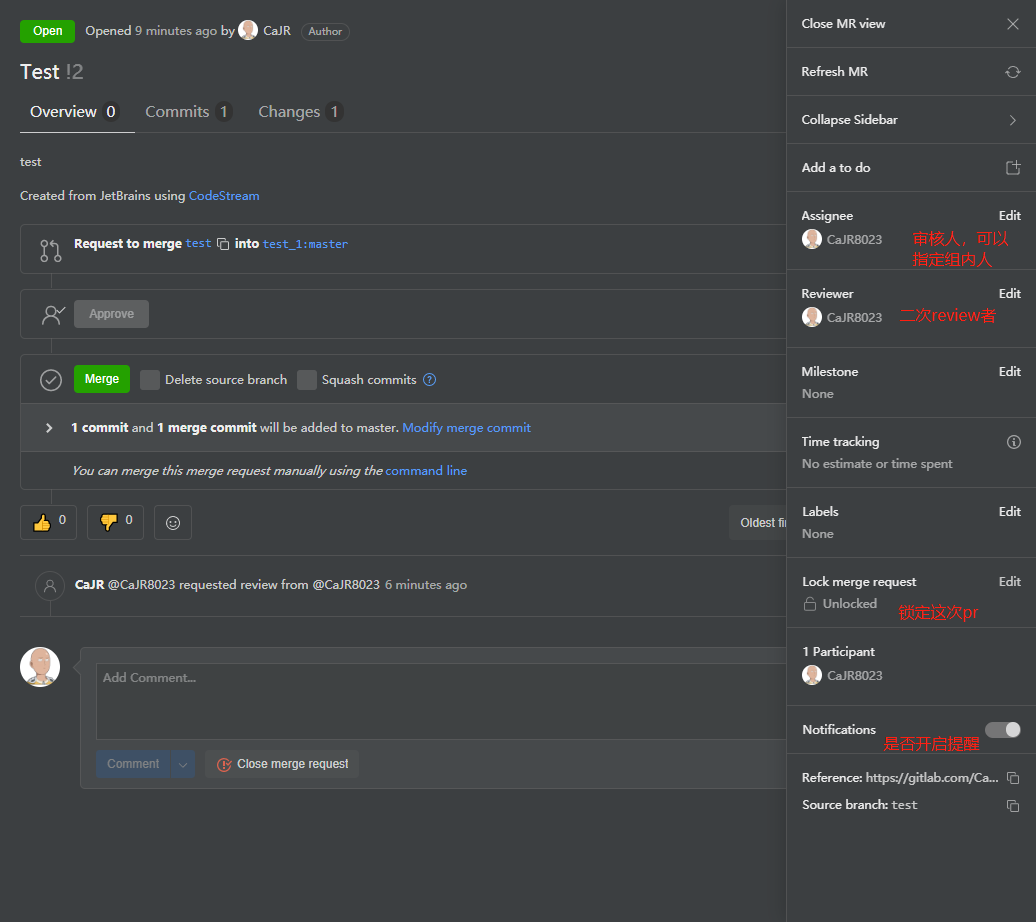 Open Opened 9 minutes ago by CaJR Author
Test !2
Overview 0 Commits 1 Changes 1
test
Created from JetBrains using CodeStream
Request to merge test into test_1:master
Approve
Merge Delete source branch Squash commits ?
1 commit and 1 merge commit will be added to master. Modify merge commit
You can merge this merge request manually using the command line
0 0
Oldest
CaJR @CaJR8023 requested review from @CaJR8023 6 minutes ago
Add Comment...
Comment Close merge request
Close MR view
Refresh MR
Collapse Sidebar
Add a to do
Assignee Edit
CaJR8023 审核人，可以
指定组内人
Reviewer Edit
CaJR8023 二次review者
Milestone Edit
None
Time tracking
No estimate or time spent
Labels Edit
None
Lock merge request Edit
Unlocked 锁定这次pr
1 Participant
CaJR8023
Notifications
是否开启提醒
Reference: https://gitlab.com/Ca...
Source branch: test